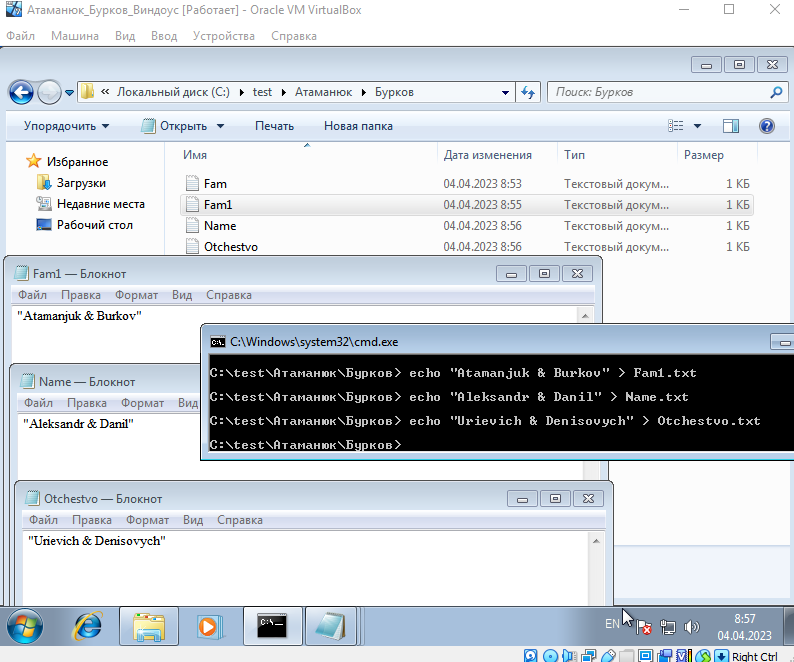 Атаманюк_Бурков_Виндоус [Работает] - Oracle VM VirtualBox
Файл Машина Вид Ввод Устройства Справка
« Локальный диск (C:) test Атаманюк Бурков
Поиск: Бурков
Упорядочить Открыть Печать Новая папка
Избранное
Загрузки
Недавние места
Рабочий стол
Имя Дата изменения Тип Размер
Fam 04.04.2023 8:53 Текстовый докум... 1 КБ
Fam1 04.04.2023 8:55 Текстовый докум... 1 КБ
Name 04.04.2023 8:56 Текстовый докум... 1 КБ
Otchestvo 04.04.2023 8:56 Текстовый докум... 1 КБ
Fam1 — Блокнот
Файл Правка Формат Вид Справка
"Atamanjuk & Burkov"
Name — Блокнот
Файл Правка Формат Вид
"Aleksandr & Danil"
C:\Windows\system32\cmd.exe
C:\test\Атаманюк\Бурков> echo "Atamanjuk & Burkov" > Fam1.txt
C:\test\Атаманюк\Бурков> echo "Aleksandr & Danil" > Name.txt
C:\test\Атаманюк\Бурков> echo "Urievich & Denisovych" > Otchestvo.txt
C:\test\Атаманюк\Бурков>
Otchestvo — Блокнот
Файл Правка Формат Вид Справка
"Urievich & Denisovych"
EN
8:57
04.04.2023
Right Ctrl